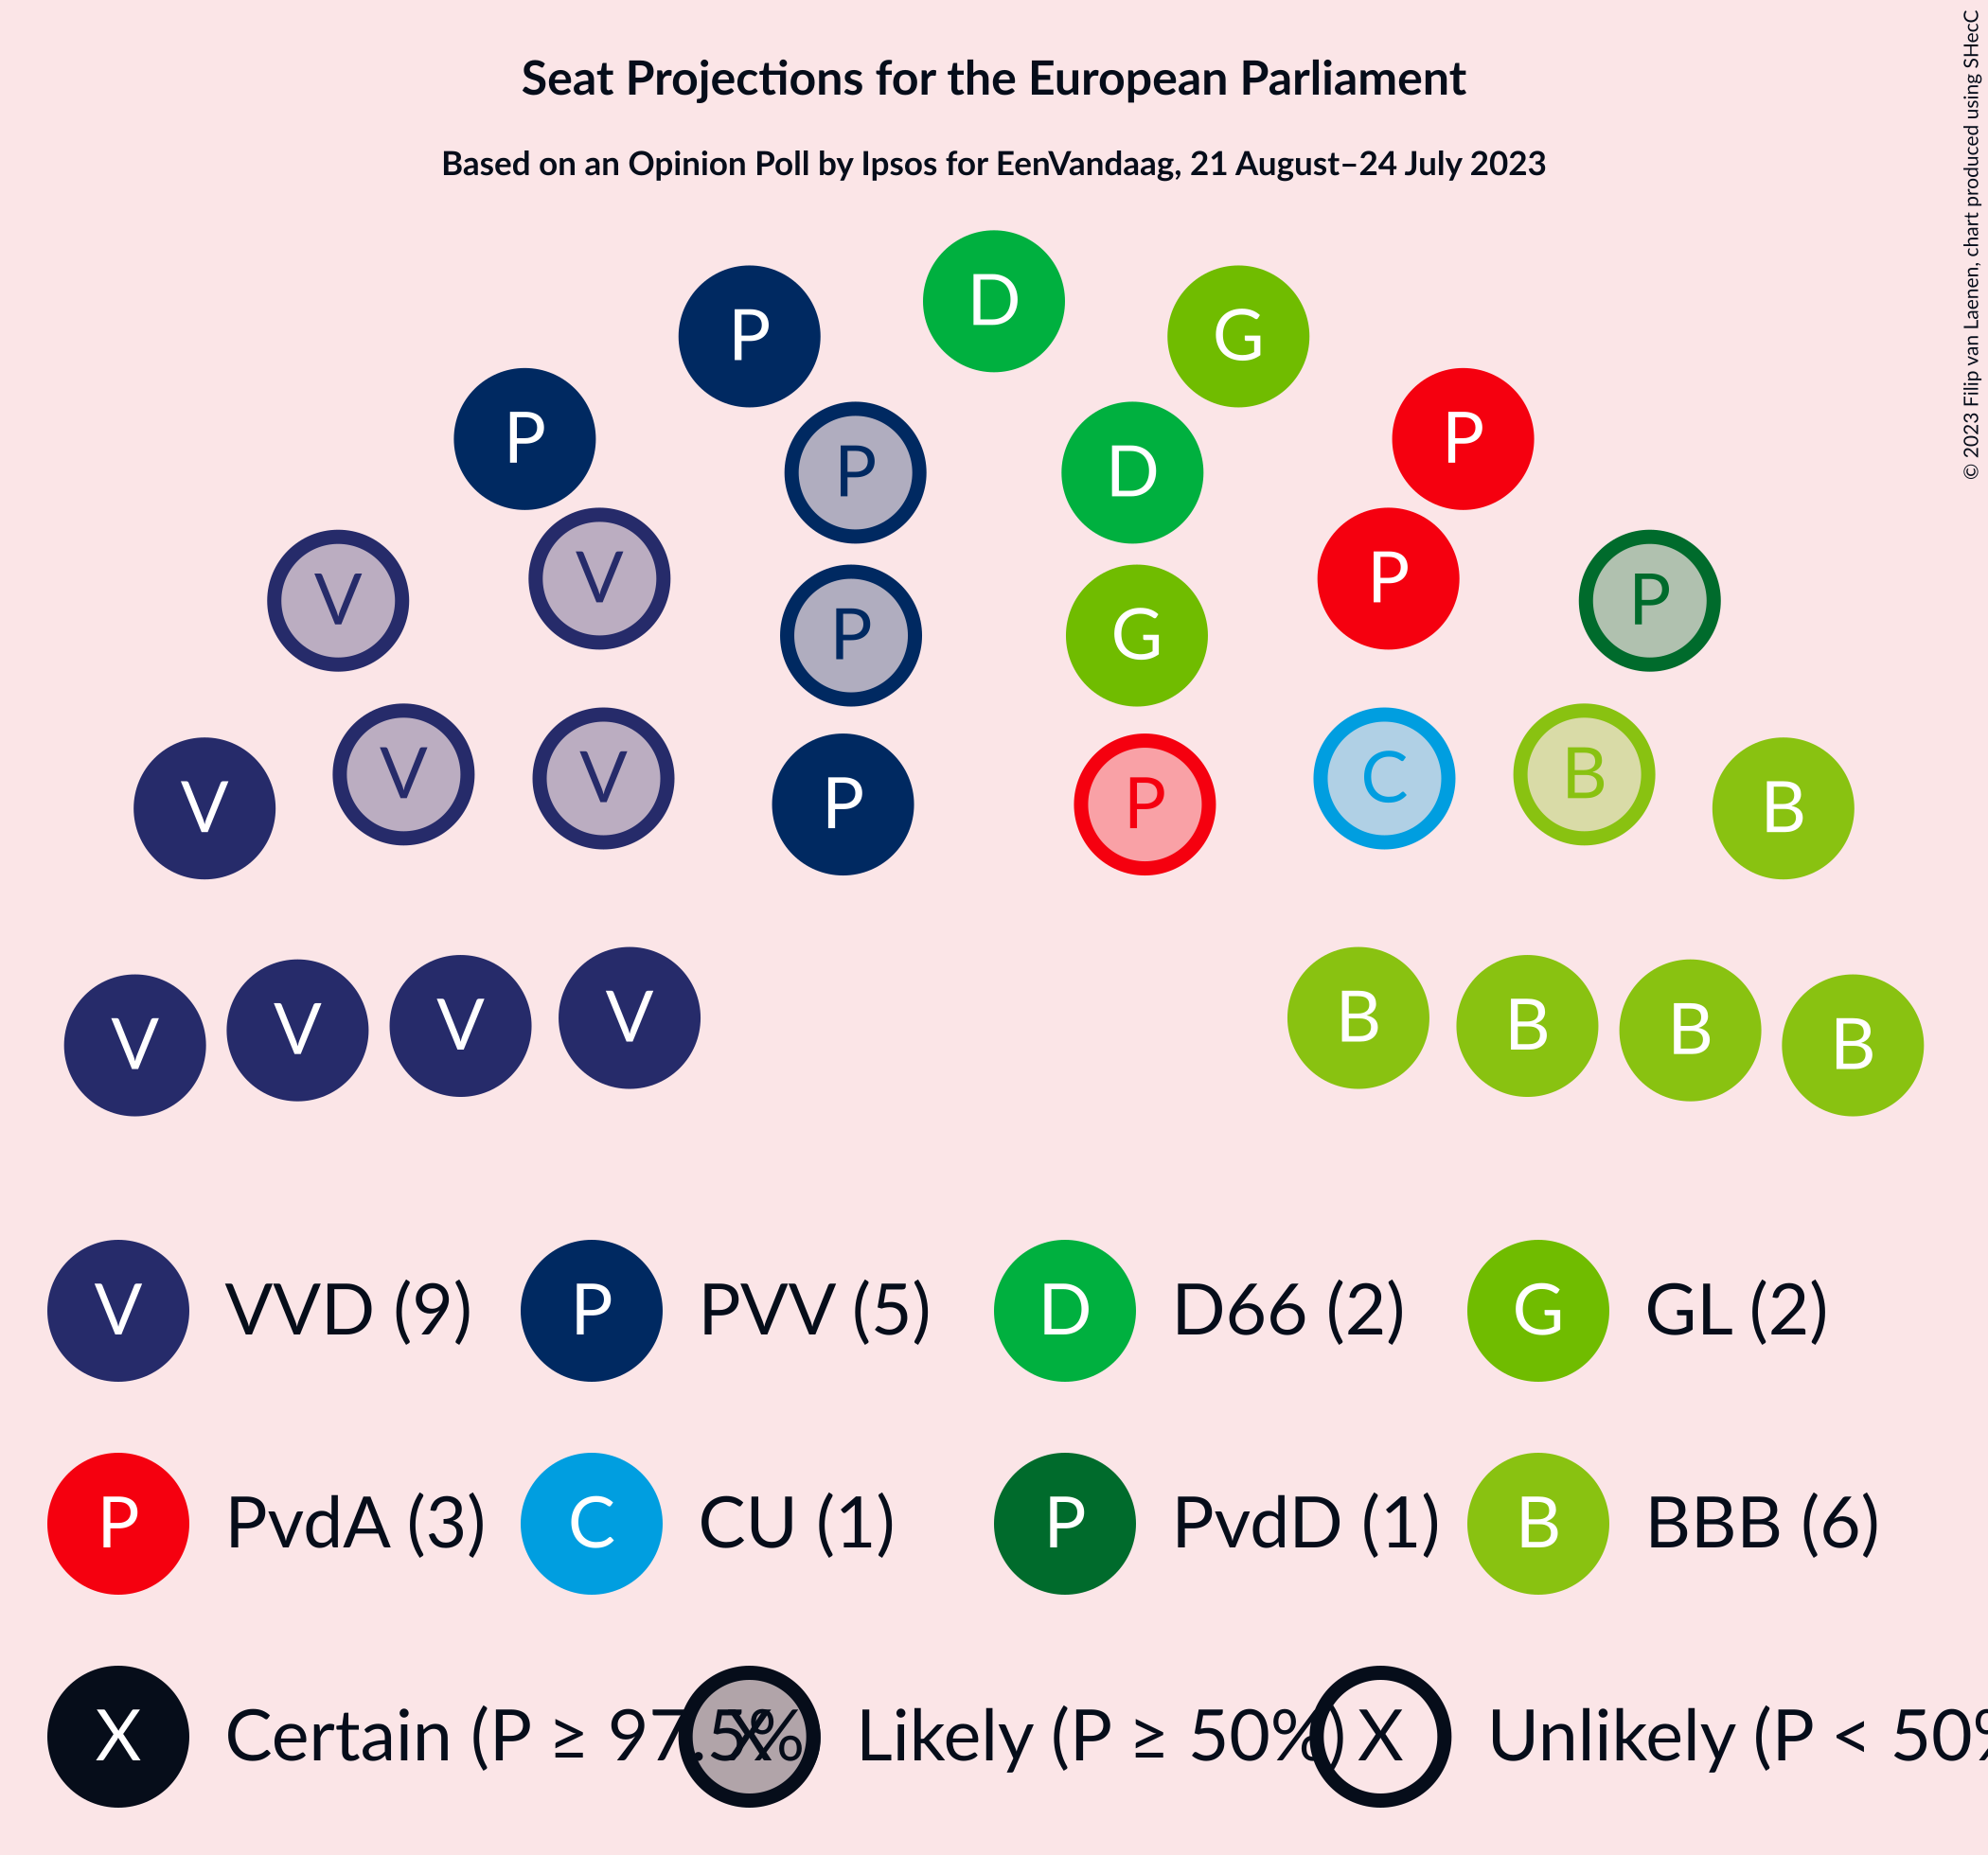 Seat Projections for the European Parliament
Based on an Opinion Poll by Ipsos for EenVandaag, 21 August–24 July 2023
© 2023 Filip van Laenen, chart produced using SHecC
D
P G
P P
P D
V V P P
P G
V V C B
V P P B
V V V V B B B B
V VVD (9) P PVV (5) D D66 (2) G GL (2)
P PvdA (3) C CU (1) P PvdD (1) B BBB (6)
X Certain (P ≥ 97.5% X Likely (P ≥ 50%) X Unlikely (P < 50%